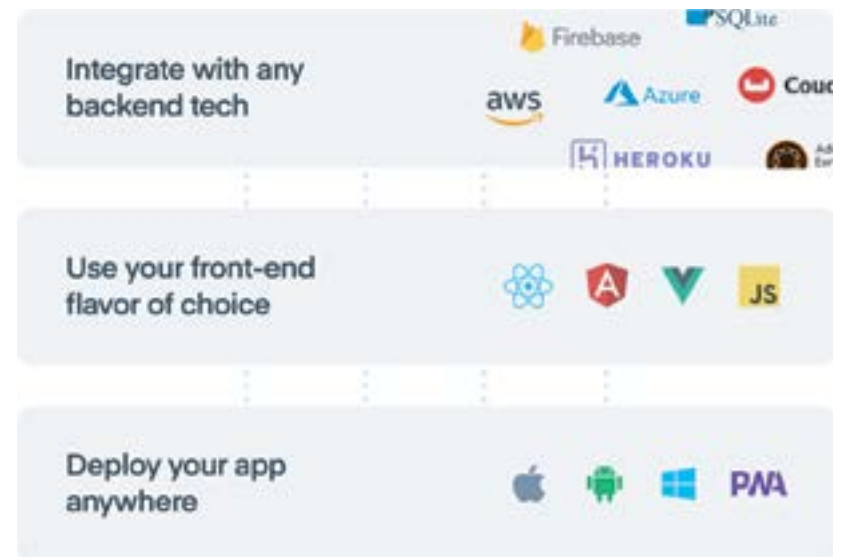 Integrate with any
backend tech
Firebase
SQLite
aws
Azure
Couc
HEROKU
Use your front-end
flavor of choice
A
JS
Deploy your app
anywhere
PWA